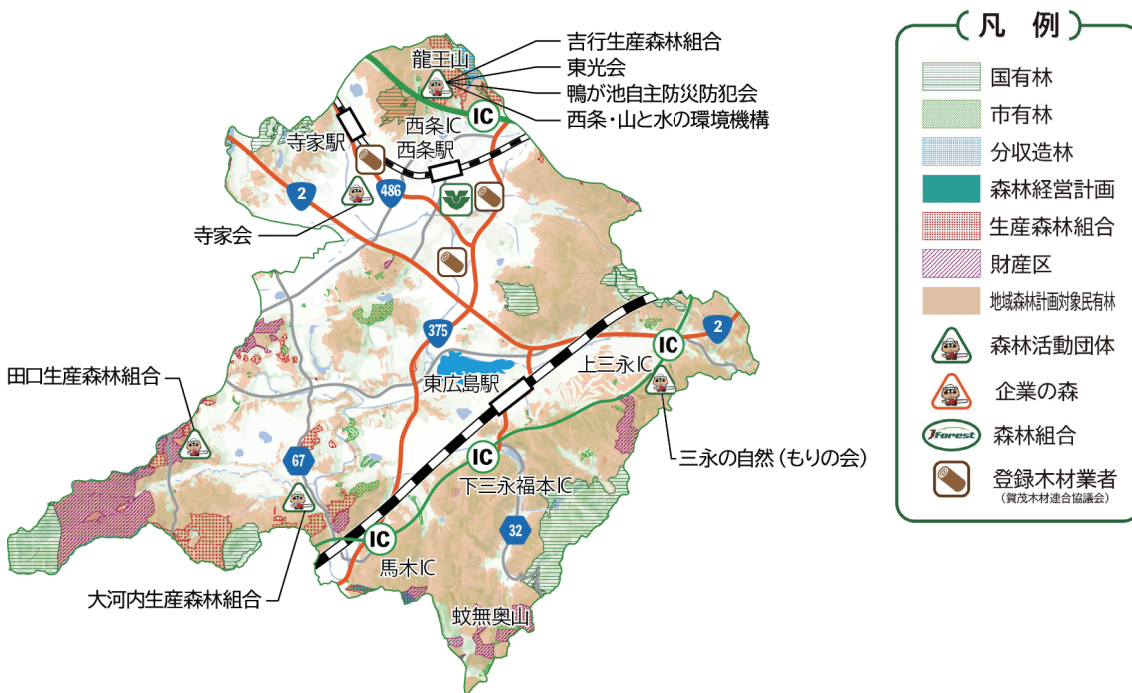 吉行生産森林組合
東光会
鴨が池自主防災防犯会
西条・山と水の環境機構
龍王山
IC
西条IC
西条駅
寺家駅
2
486
寺家会
375
東広島駅
上三永IC
IC
2
田口生産森林組合
67
IC
下三永福本IC
三永の自然（もりの会）
32
IC
馬木IC
大河内生産森林組合
蚊無奥山
凡 例
国有林
市有林
分収造林
森林経営計画
生産森林組合
財産区
地域森林計画対象民有林
森林活動団体
企業の森
JForest
森林組合
登録木材業者
（賀茂木材連合協議会）